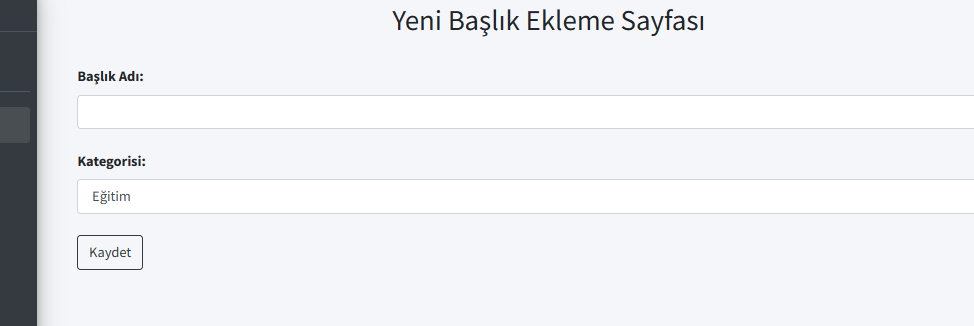 Yeni Başlık Ekleme Sayfası
Başlık Adı:
Kategorisi:
Eğitim
Kaydet